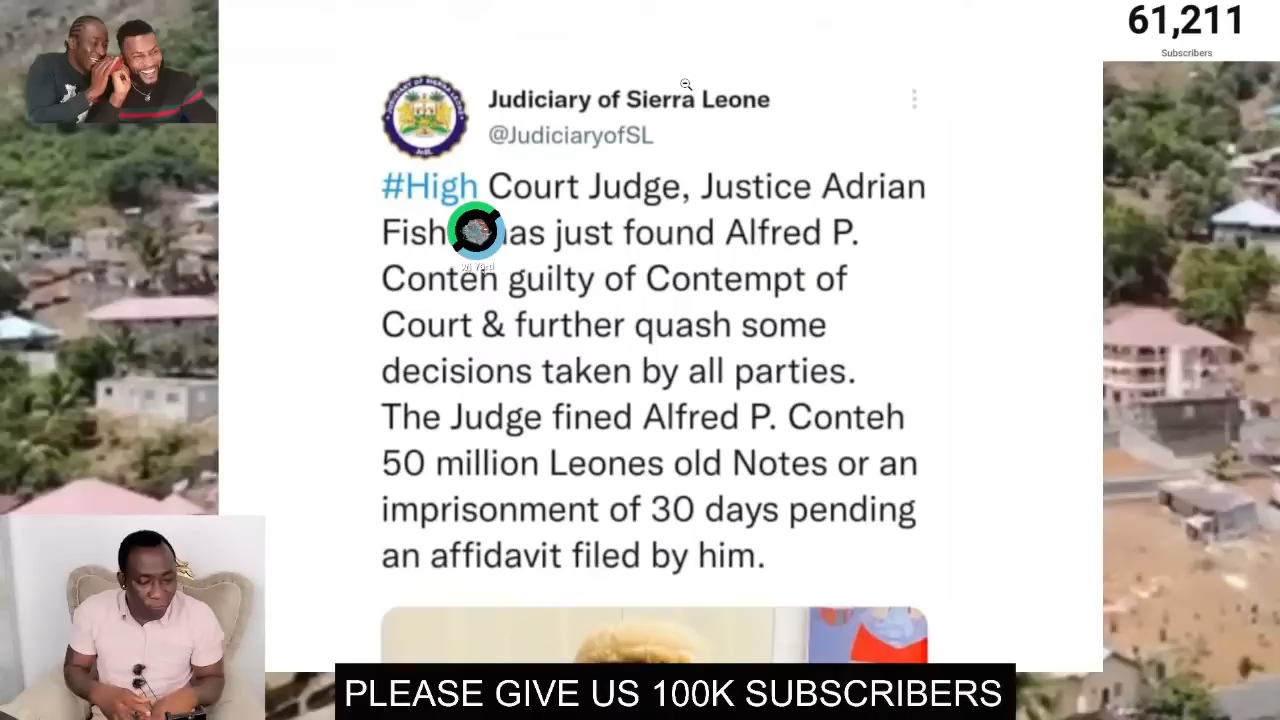 61,211
Subscribers
Judiciary of Sierra Leone
@JudiciaryofSL
#High Court Judge, Justice Adrian
Fish has just found Alfred P.
Conteh guilty of Contempt of
Court & further quash some
decisions taken by all parties.
The Judge fined Alfred P. Conteh
50 million Leones old Notes or an
imprisonment of 30 days pending
an affidavit filed by him.
PLEASE GIVE US 100K SUBSCRIBERS